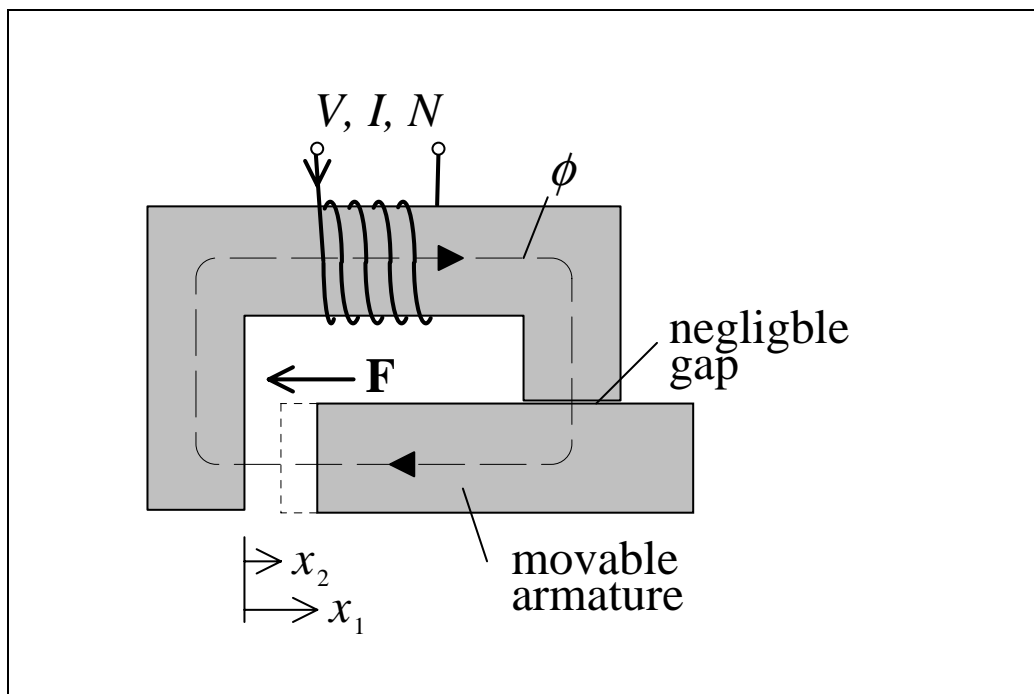 V, I, N
ϕ
negligble
gap
F
movable
armature
x₂
x₁